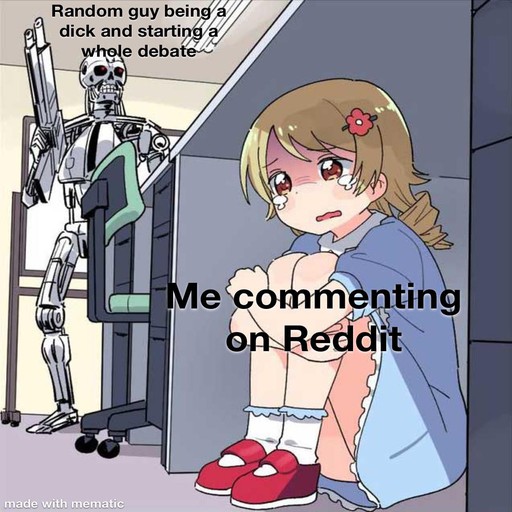 Random guy being a
dick and starting a
whole debate
Me commenting
on Reddit
made with mematic